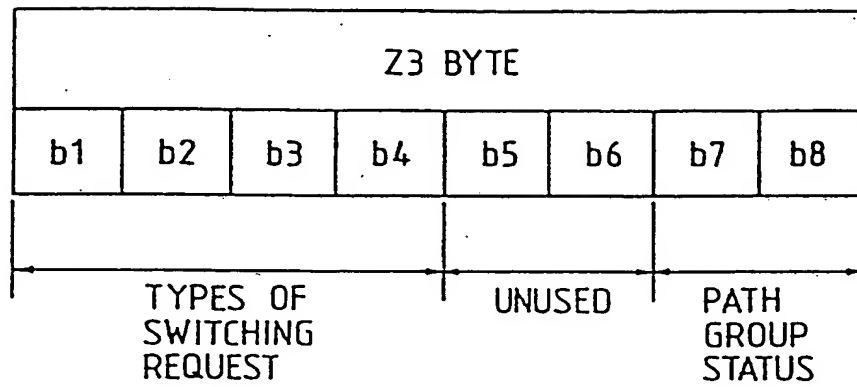 Z3 BYTE
b1 b2 b3 b4 b5 b6 b7 b8
TYPES OF SWITCHING REQUEST
UNUSED
PATH GROUP STATUS